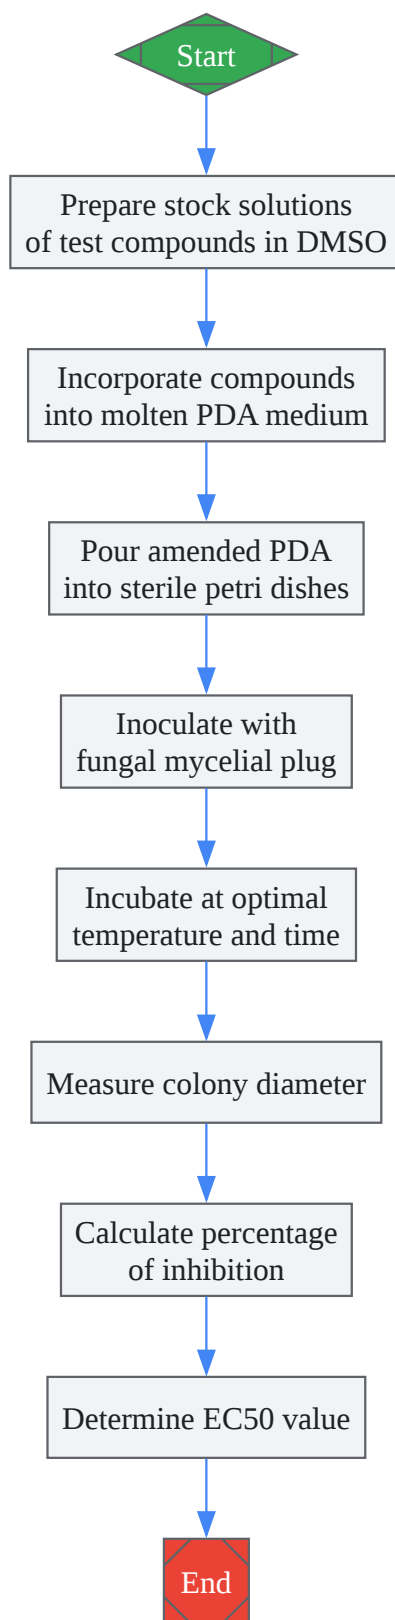 Start
Prepare stock solutions
of test compounds in DMSO
Incorporate compounds
into molten PDA medium
Pour amended PDA
into sterile petri dishes
Inoculate with
fungal mycelial plug
Incubate at optimal
temperature and time
Measure colony diameter
Calculate percentage
of inhibition
Determine EC50 value
End